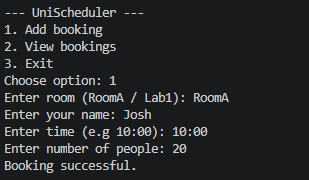 --- UniScheduler ---
1. Add booking
2. View bookings
3. Exit
Choose option: 1
Enter room (RoomA / Lab1): RoomA
Enter your name: Josh
Enter time (e.g 10:00): 10:00
Enter number of people: 20
Booking successful.